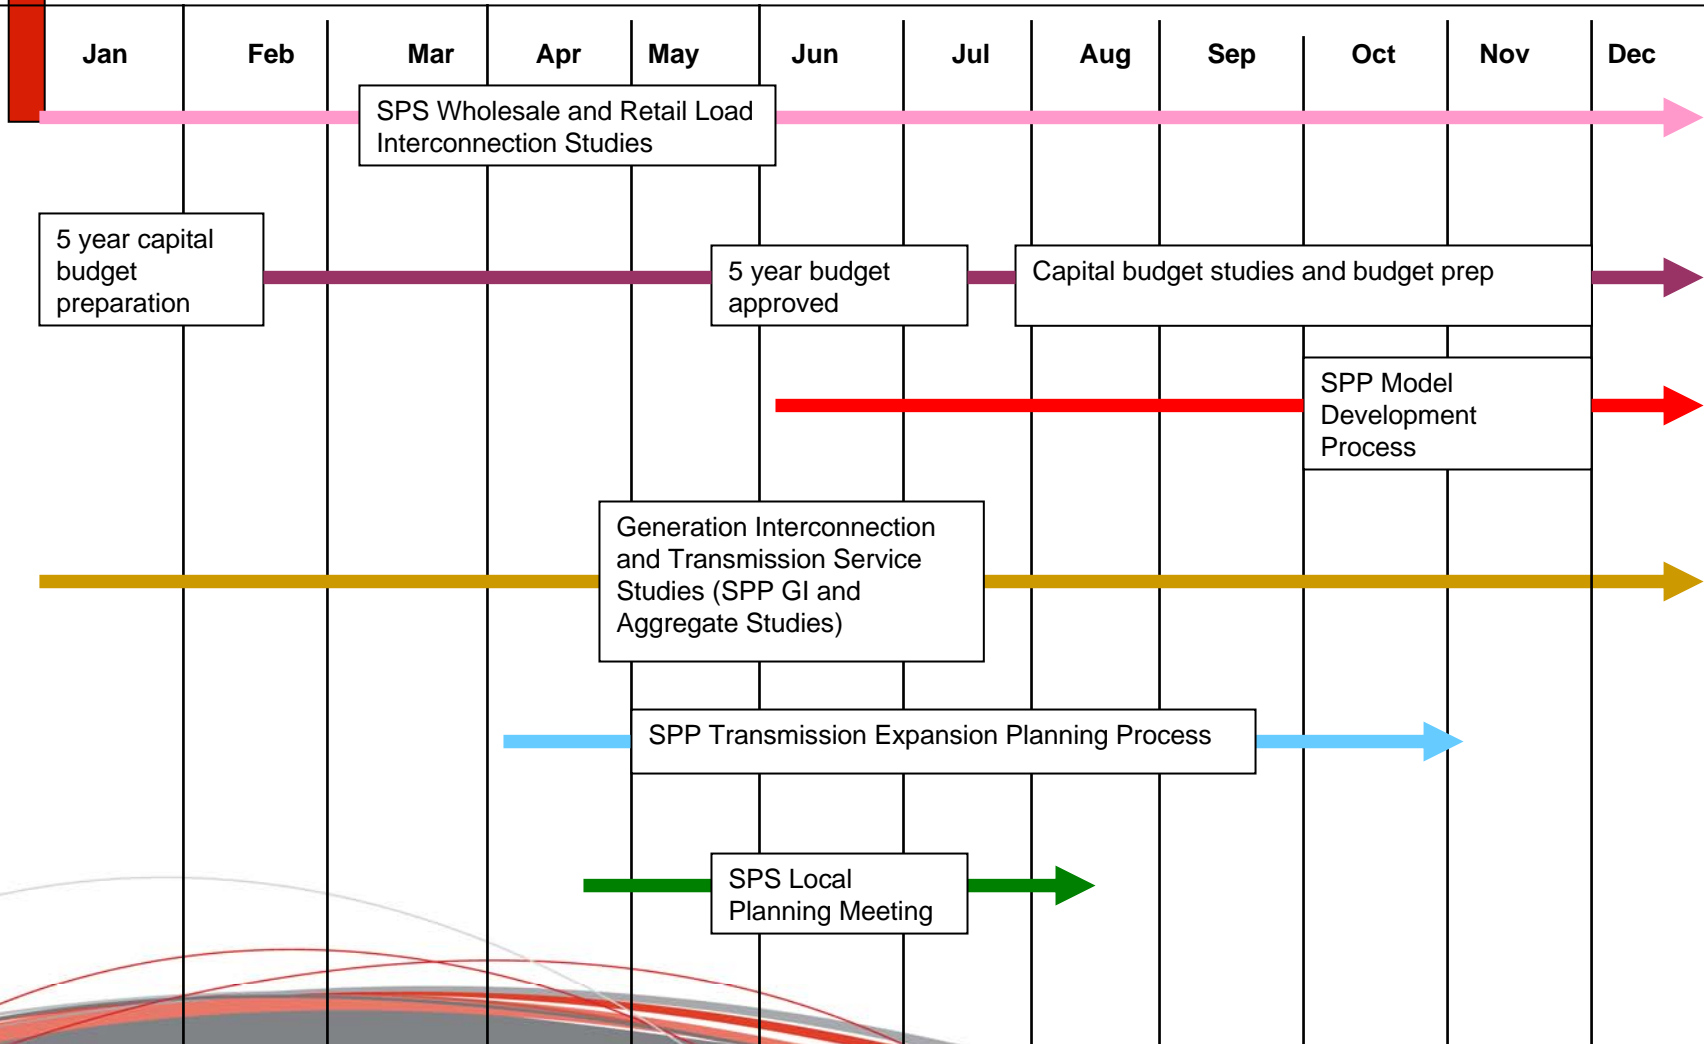 Jan Feb Mar Apr May Jun Jul Aug Sep Oct Nov Dec
SPS Wholesale and Retail Load
Interconnection Studies
5 year capital
budget
preparation
5 year budget
approved
Capital budget studies and budget prep
SPP Model
Development
Process
Generation Interconnection
and Transmission Service
Studies (SPP GI and
Aggregate Studies)
SPP Transmission Expansion Planning Process
SPS Local
Planning Meeting